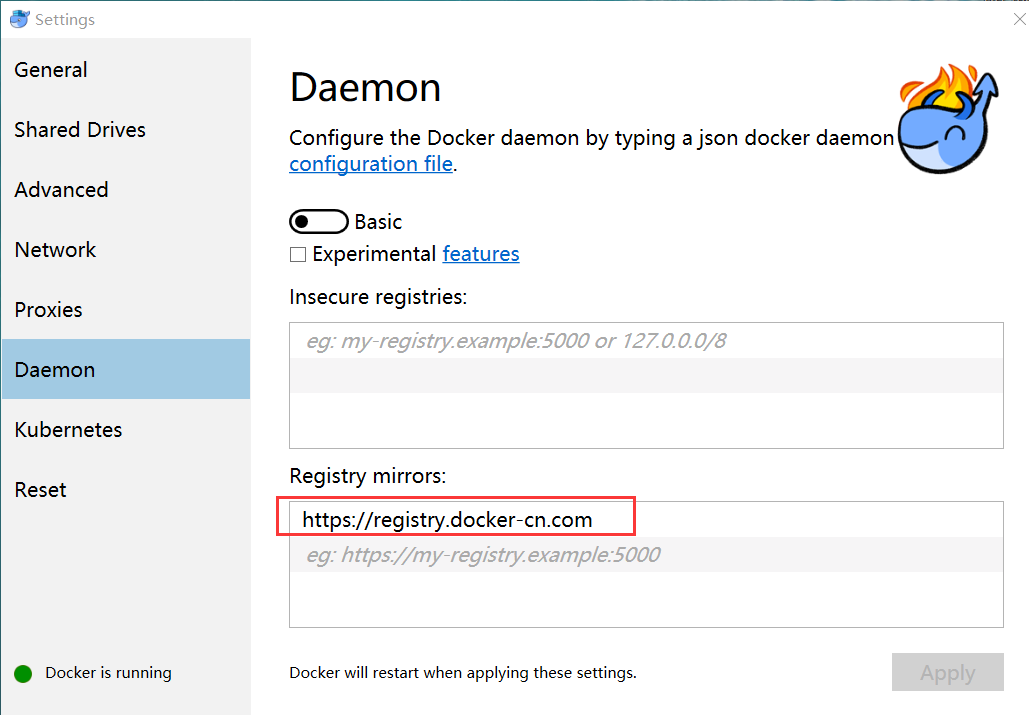 Settings
General
Shared Drives
Advanced
Network
Proxies
Daemon
Kubernetes
Reset
Docker is running
Daemon
Configure the Docker daemon by typing a json docker daemon
configuration file.
Basic
Experimental features
Insecure registries:
eg: my-registry.example:5000 or 127.0.0.0/8
Registry mirrors:
https://registry.docker-cn.com
eg: https://my-registry.example:5000
Docker will restart when applying these settings.
Apply